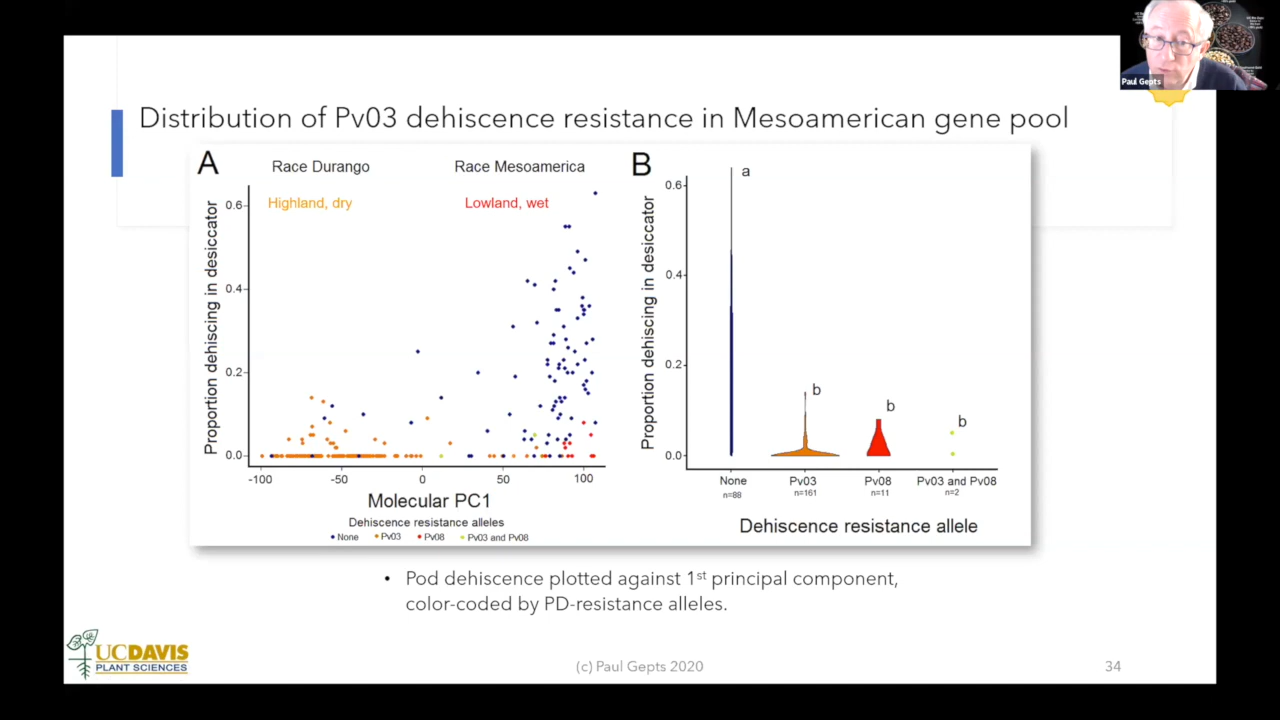 Paul Gepts
Distribution of Pv03 dehiscence resistance in Mesoamerican gene pool
A
Race Durango
Race Mesoamerica
Highland, dry
Lowland, wet
Proportion dehiscing in desiccator
0.6
0.4
0.2
0.0
-100
-50
0
50
100
Molecular PC1
Dehiscence resistance alleles
None
Pv03
Pv08
Pv03 and Pv08
B
Proportion dehiscing in desiccator
0.6
0.4
0.2
0.0
a
b
b
b
None
Pv03
Pv08
Pv03 and Pv08
n=88
n=161
n=11
n=2
Dehiscence resistance allele
• Pod dehiscence plotted against 1st principal component,
color-coded by PD-resistance alleles.
UCDAVIS
PLANT SCIENCES
(c) Paul Gepts 2020
34